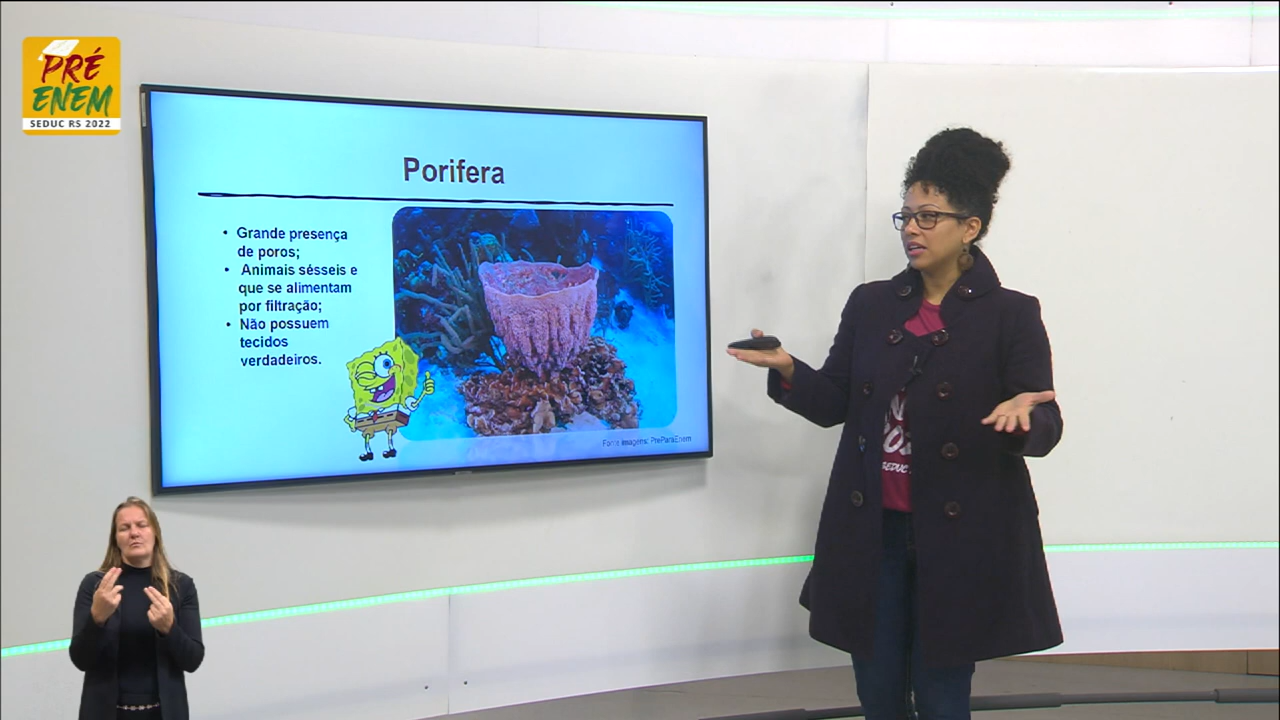 PRÉ
ENEM
SEDUC RS 2022
Porifera
• Grande presença
de poros;
• Animais sésseis e
que se alimentam
por filtração;
• Não possuem
tecidos
verdadeiros.
Fonte imagens: PreParaEnem
SEDUC